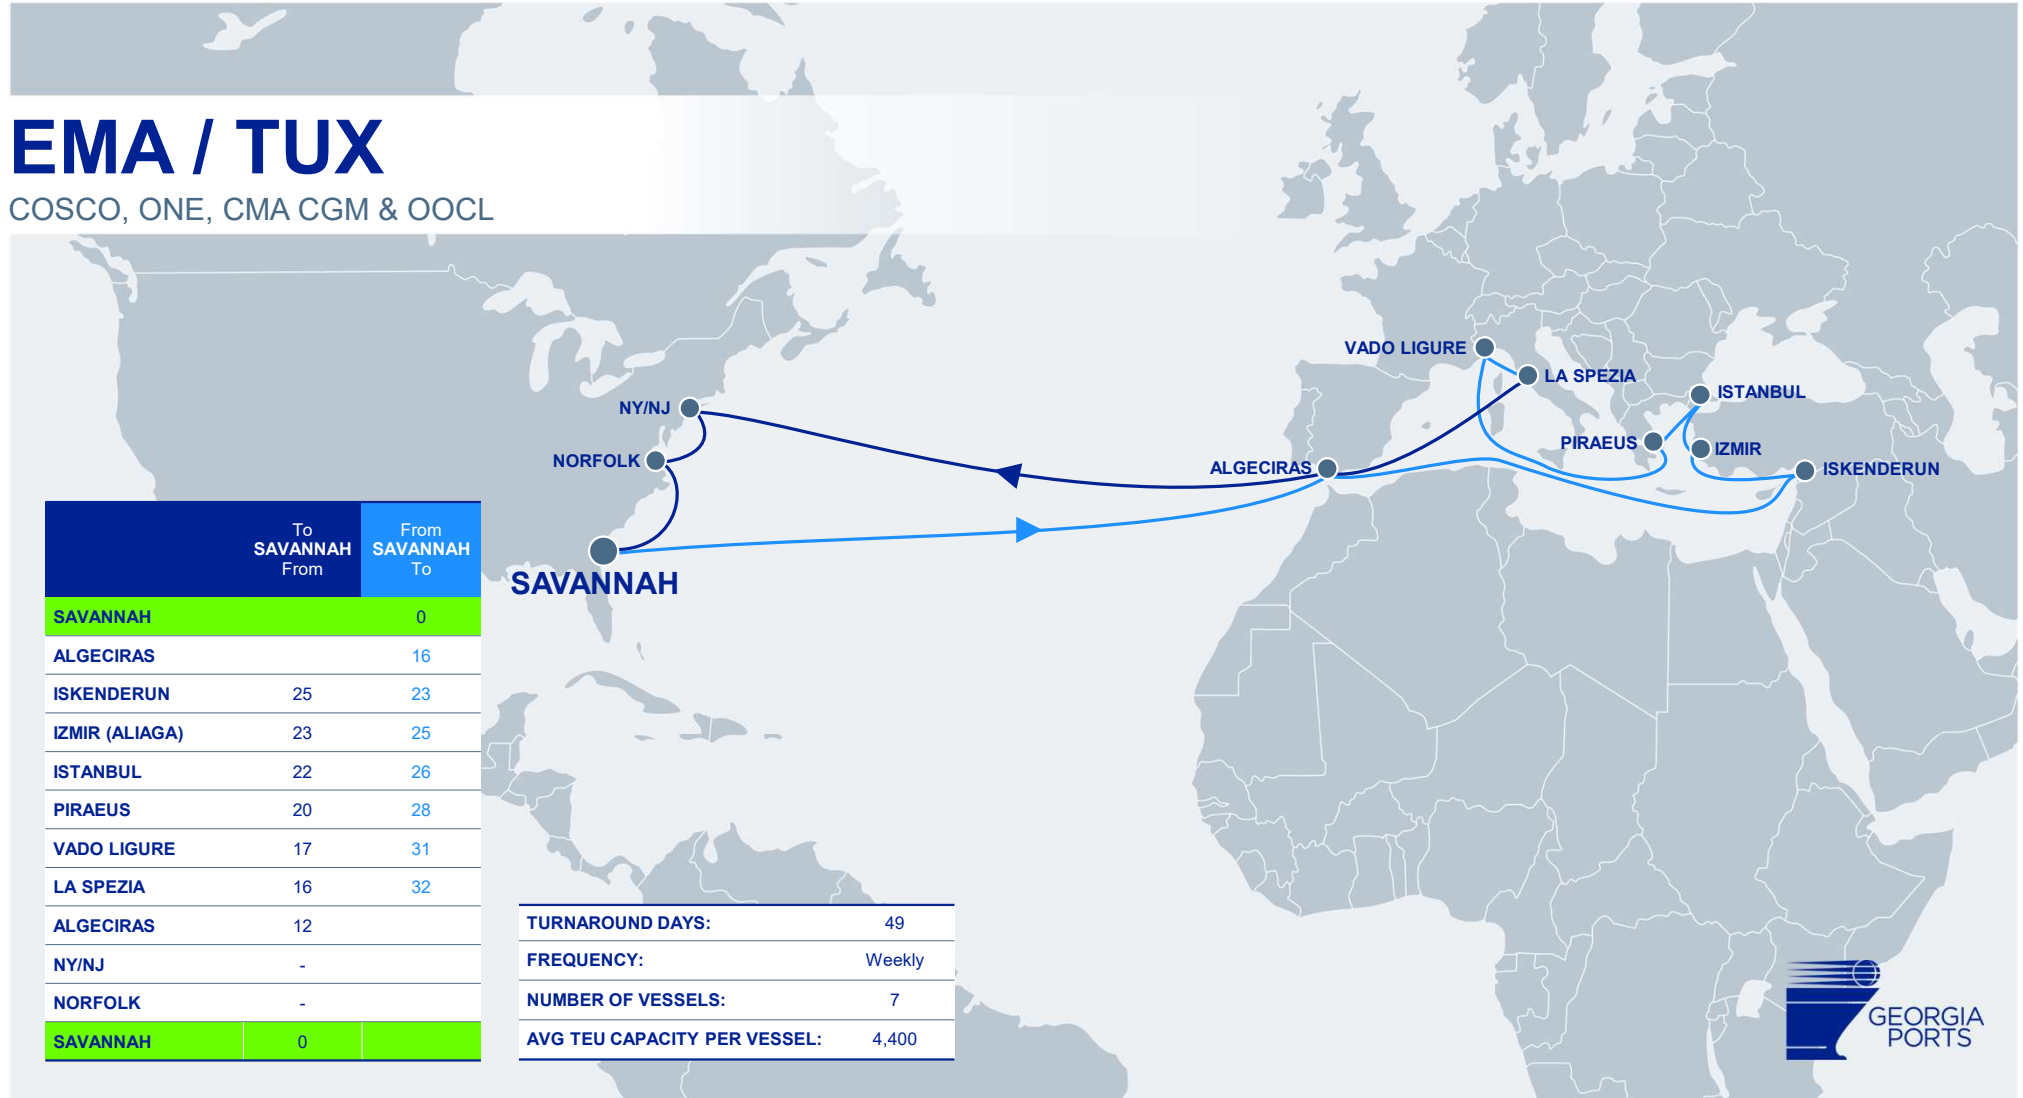 EMA / TUX
COSCO, ONE, CMA CGM & OOCL
VADO LIGURE
LA SPEZIA
ISTANBUL
NY/NJ
PIRAEUS
IZMIR
NORFOLK
ALGECIRAS
ISKENDERUN
SAVANNAH
To SAVANNAH From
From SAVANNAH To
SAVANNAH 0
ALGECIRAS 16
ISKENDERUN 25 23
IZMIR (ALIAGA) 23 25
ISTANBUL 22 26
PIRAEUS 20 28
VADO LIGURE 17 31
LA SPEZIA 16 32
ALGECIRAS 12
NY/NJ -
NORFOLK -
SAVANNAH 0
TURNAROUND DAYS: 49
FREQUENCY: Weekly
NUMBER OF VESSELS: 7
AVG TEU CAPACITY PER VESSEL: 4,400
GEORGIA
PORTS